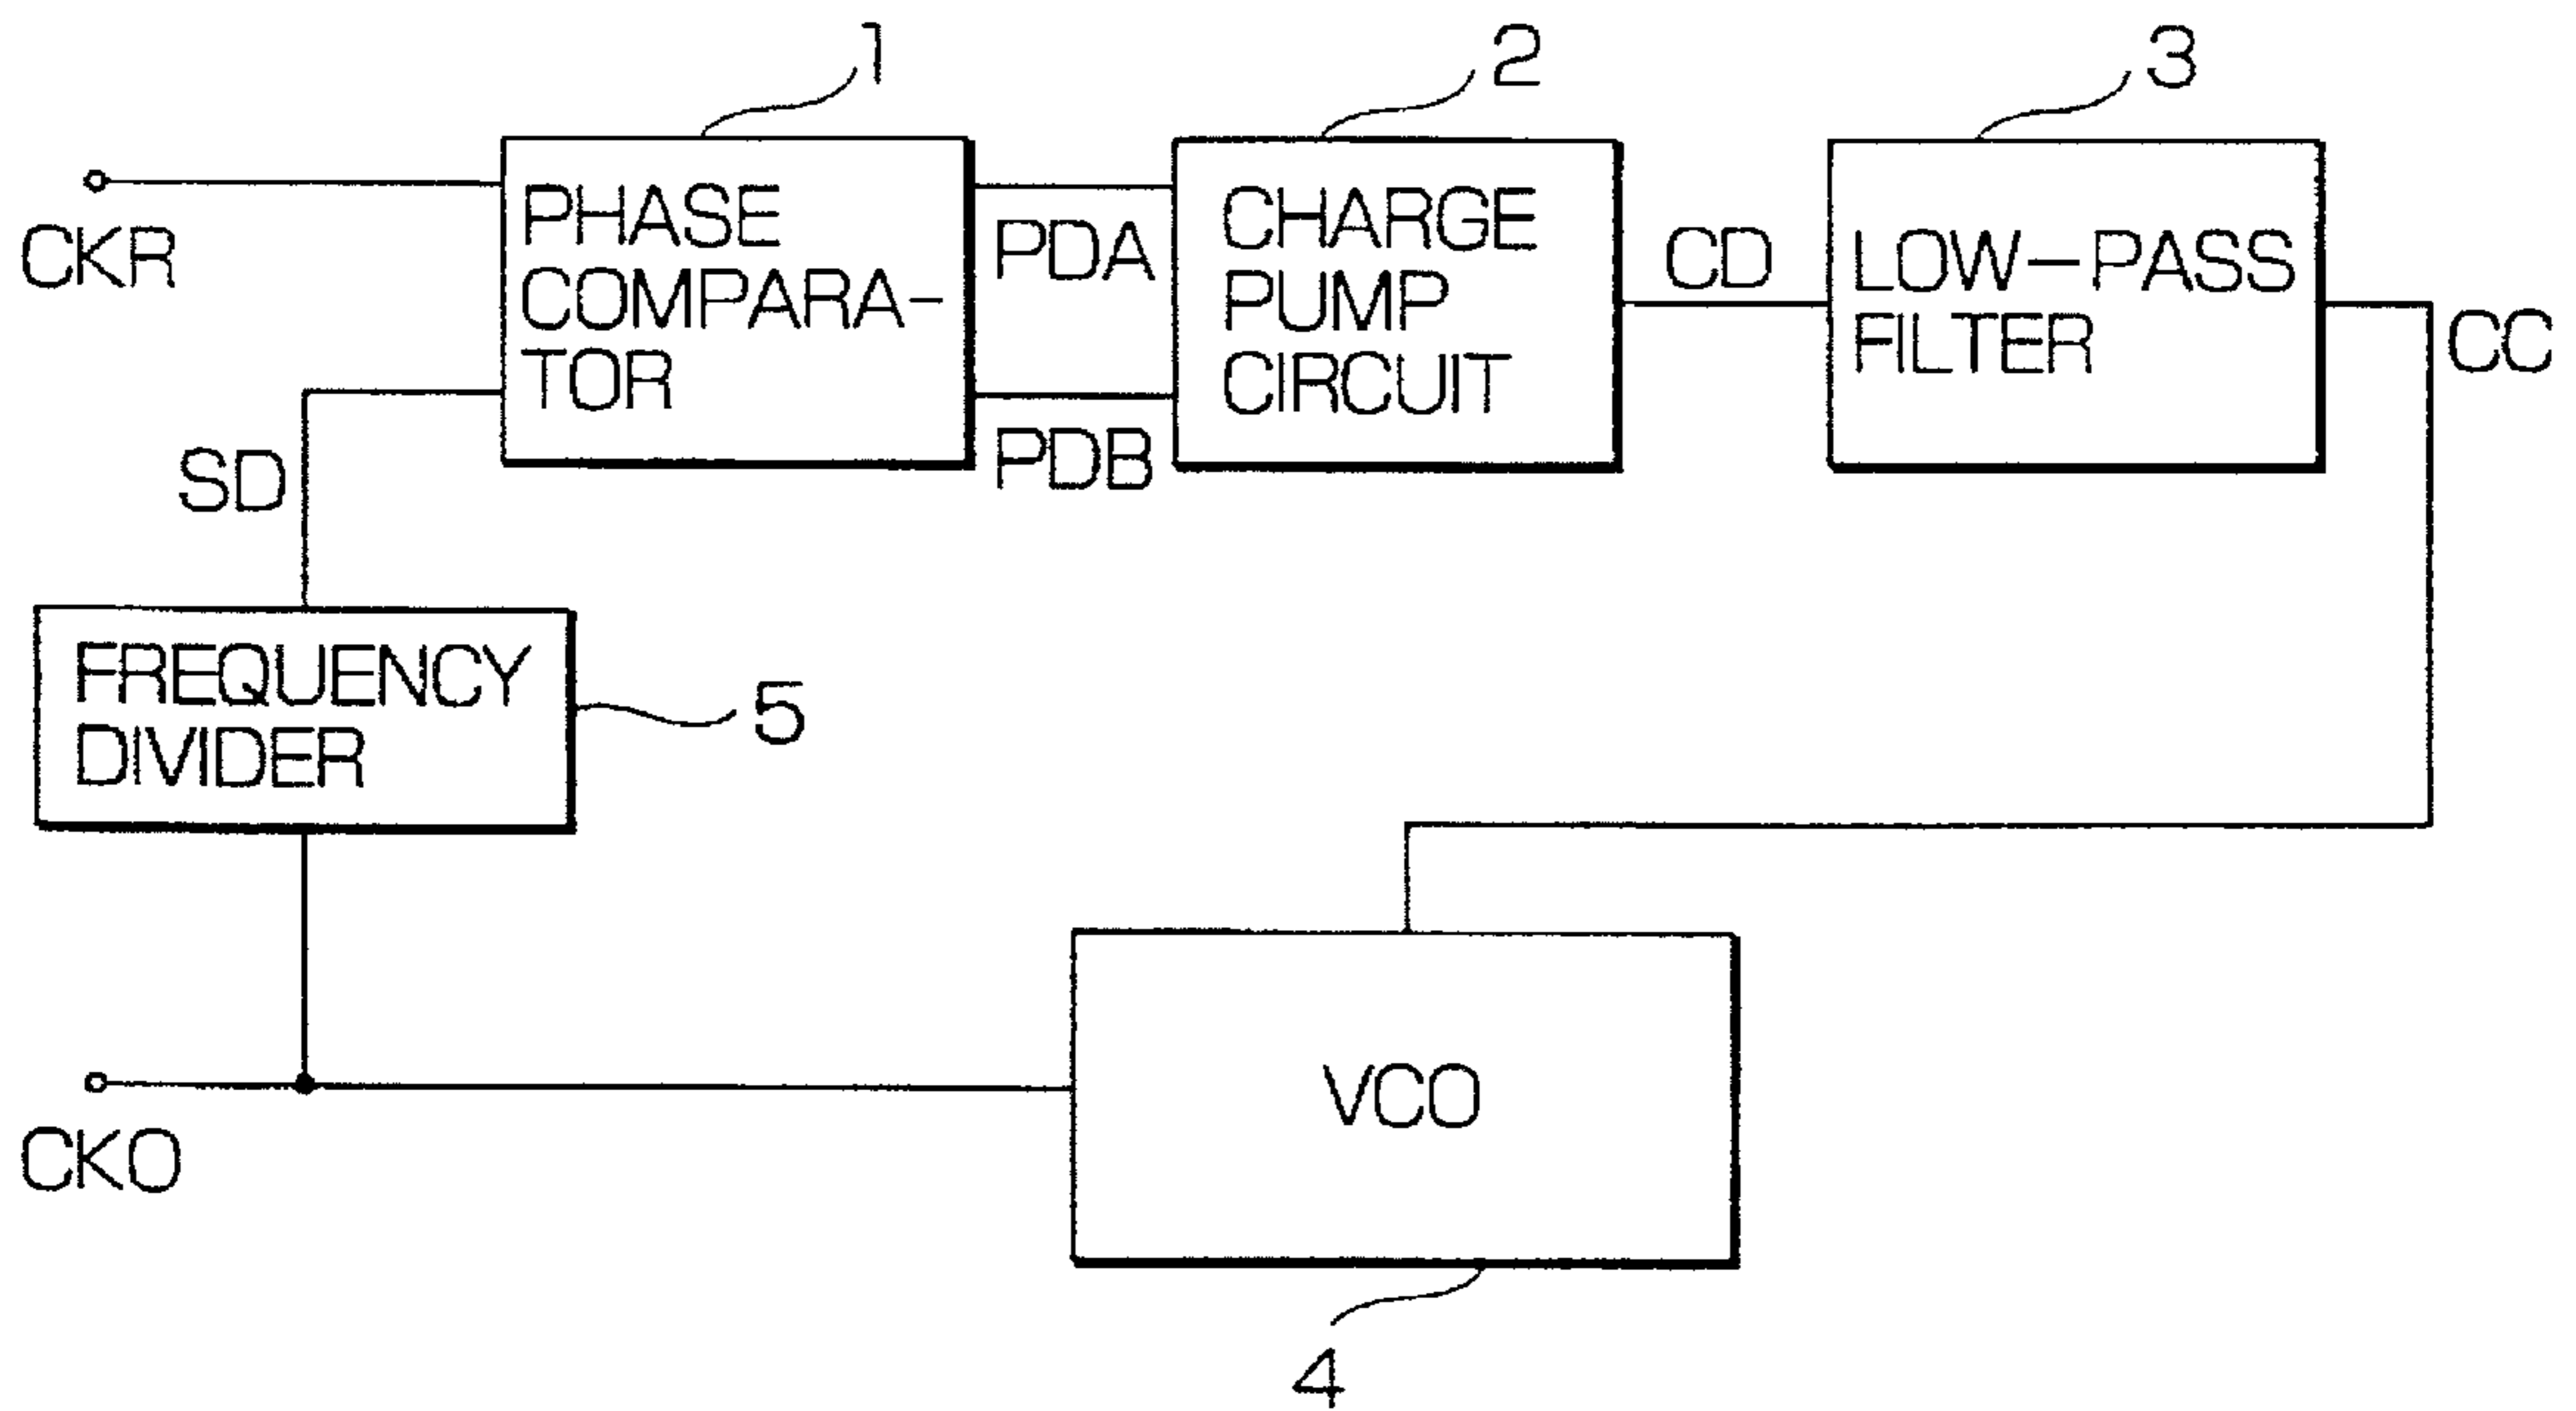 1
2
3
CKR
PHASE
COMPARA-
TOR
PDA
PDB
CHARGE
PUMP
CIRCUIT
CD
LOW-PASS
FILTER
CC
SD
FREQUENCY
DIVIDER
5
VCO
CKO
4